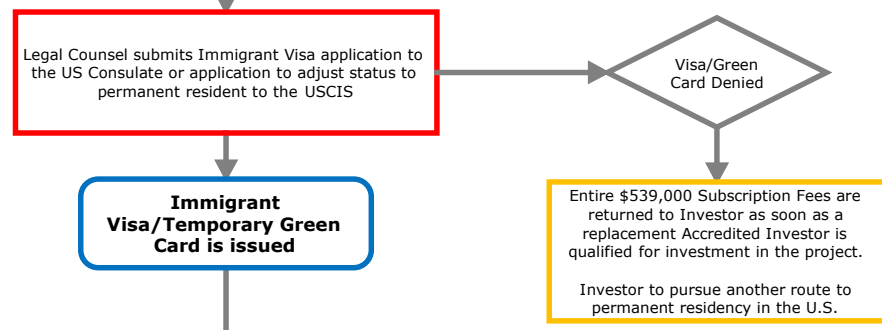 Legal Counsel submits Immigrant Visa application to
the US Consulate or application to adjust status to
permanent resident to the USCIS
Visa/Green
Card Denied
Immigrant
Visa/Temporary Green
Card is issued
Entire $539,000 Subscription Fees are
returned to Investor as soon as a
replacement Accredited Investor is
qualified for investment in the project.
Investor to pursue another route to
permanent residency in the U.S.